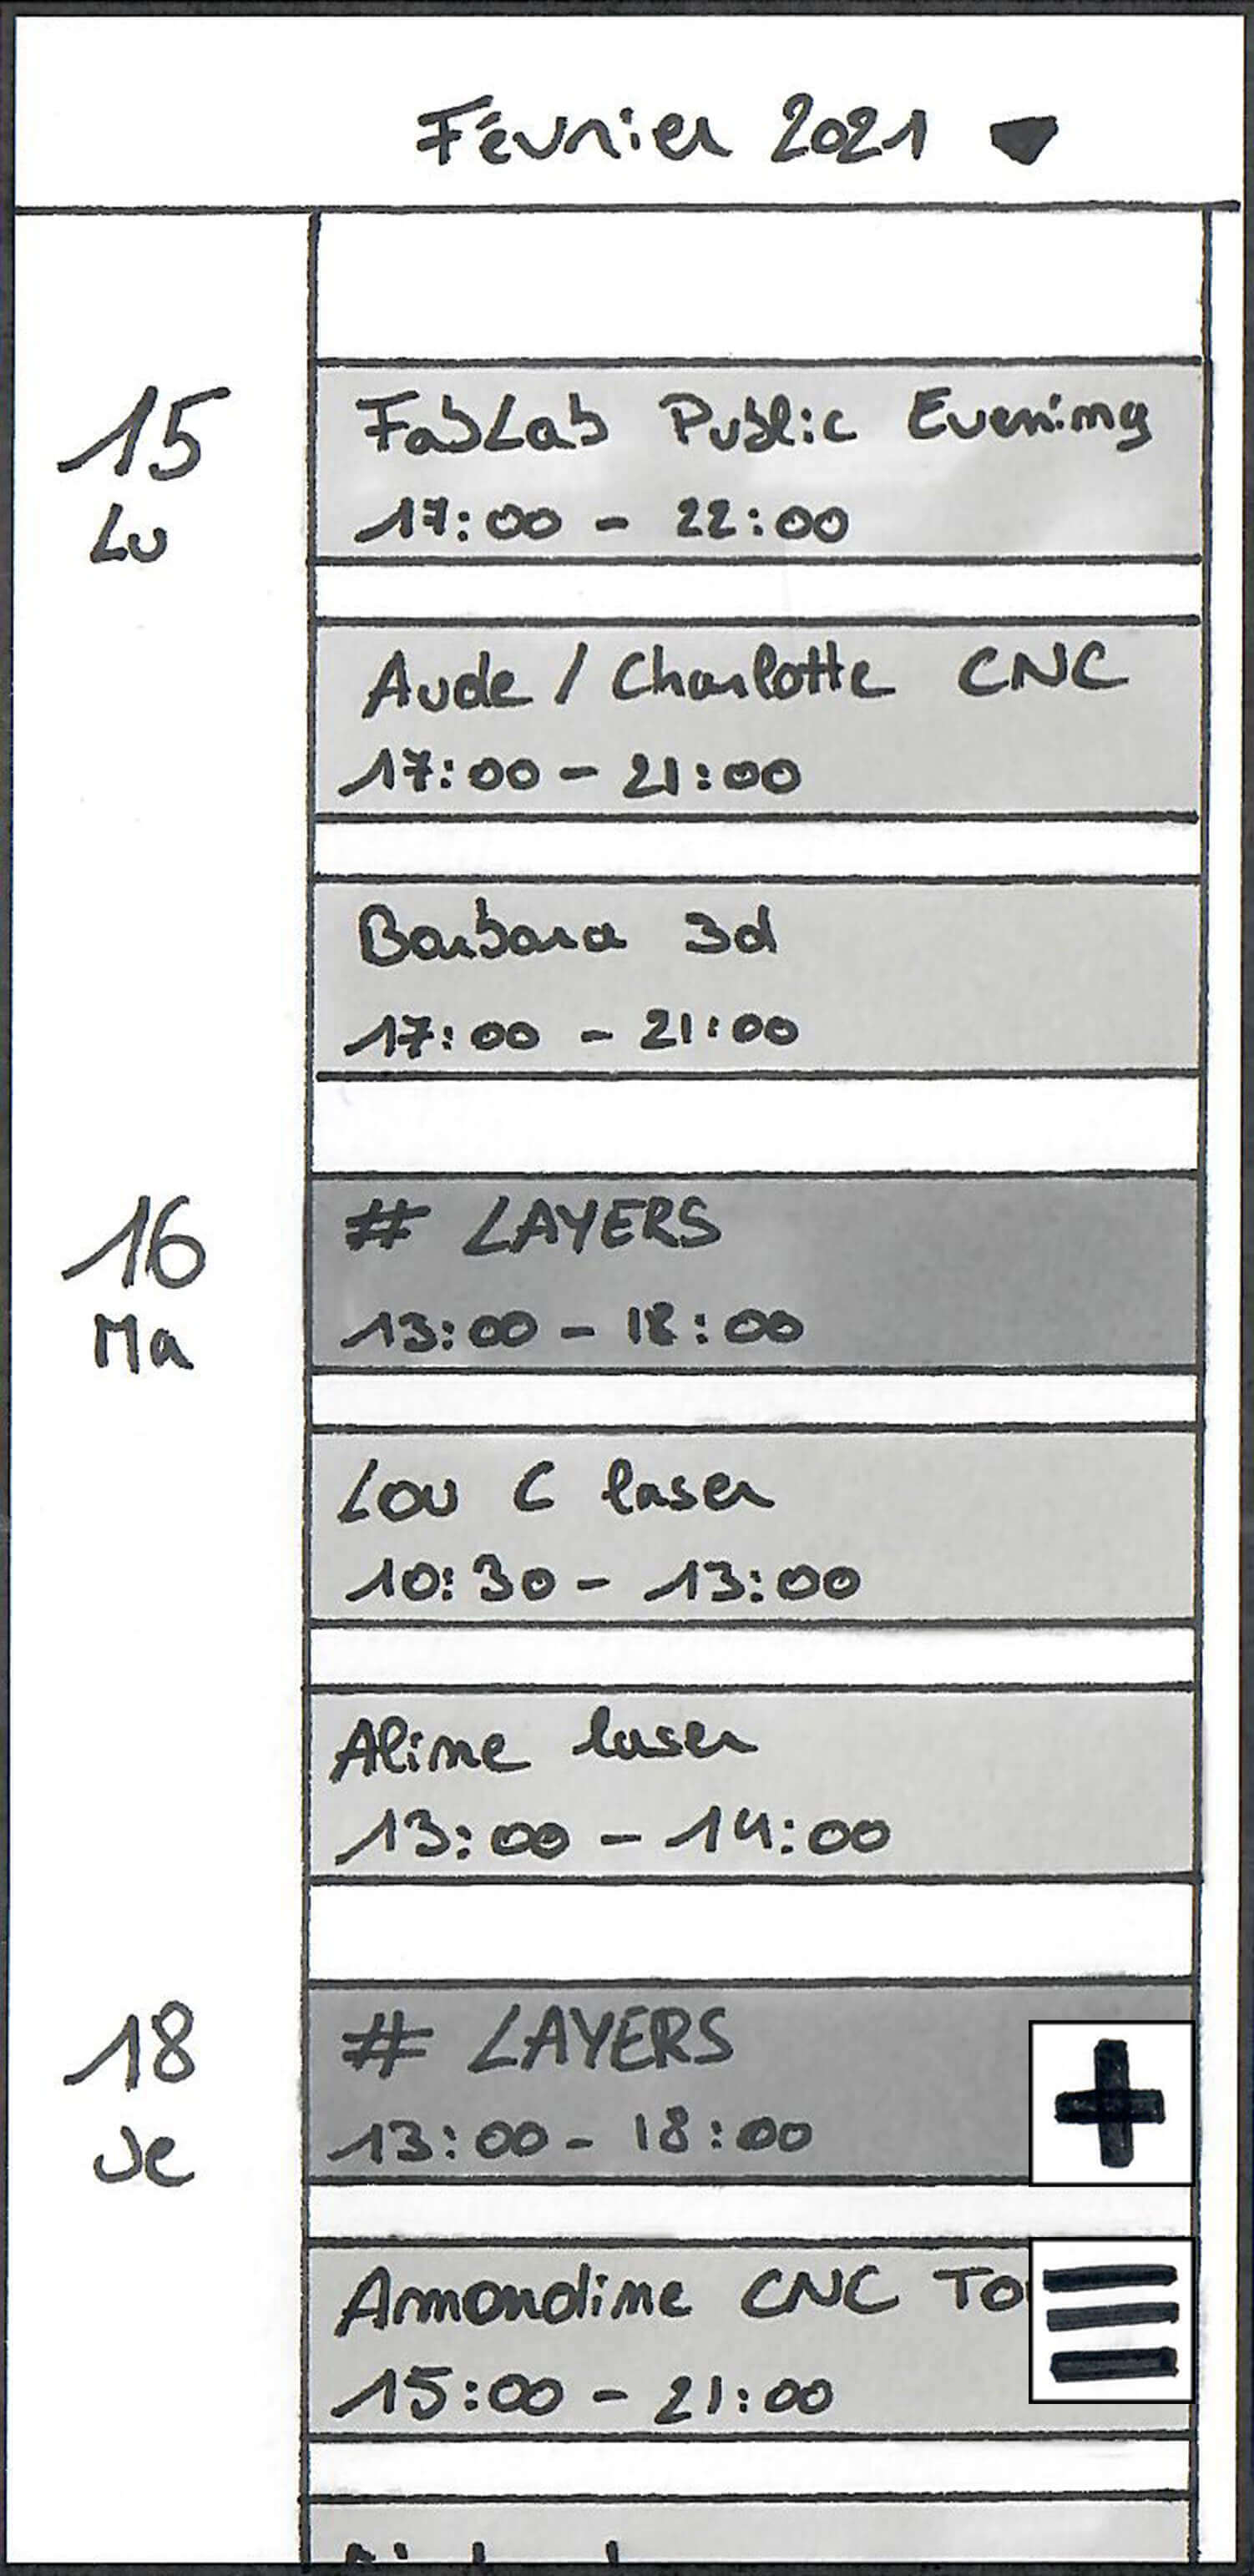 Février 2021
15
Lu
FabLab Public Evening
17:00 - 22:00
Aude / Charlotte CNC
17:00 - 21:00
Barbara 3d
17:00 - 21:00
16
Ma
# LAYERS
13:00 - 18:00
Lou C laser
10:30 - 13:00
Aline laser
13:00 - 14:00
18
Je
# LAYERS
13:00 - 18:00
Amandine CNC To
15:00 - 21:00